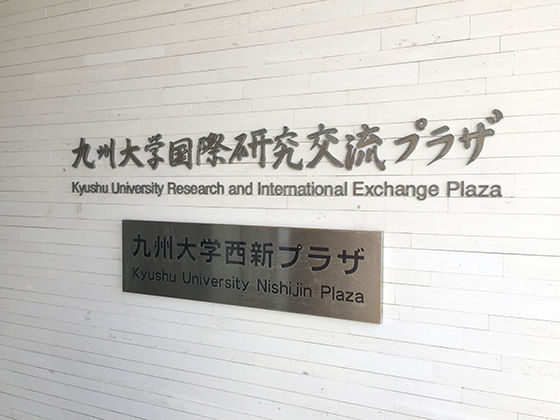 九州大学国際研究交流プラザ
Kyushu University Research and International Exchange Plaza
九州大学西新プラザ
Kyushu University Nishijin Plaza